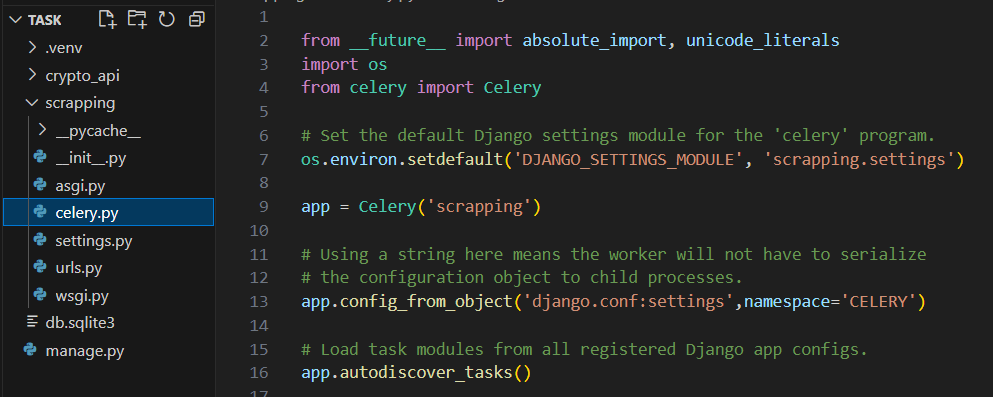 TASK
.venv
crypto_api
scrapping
__pycache__
__init__.py
asgi.py
celery.py
settings.py
urls.py
wsgi.py
db.sqlite3
manage.py
1
2 from __future__ import absolute_import, unicode_literals
3 import os
4 from celery import Celery
5
6 # Set the default Django settings module for the 'celery' program.
7 os.environ.setdefault('DJANGO_SETTINGS_MODULE', 'scrapping.settings')
8
9 app = Celery('scrapping')
10
11 # Using a string here means the worker will not have to serialize
12 # the configuration object to child processes.
13 app.config_from_object('django.conf:settings',namespace='CELERY')
14
15 # Load task modules from all registered Django app configs.
16 app.autodiscover_tasks()
17